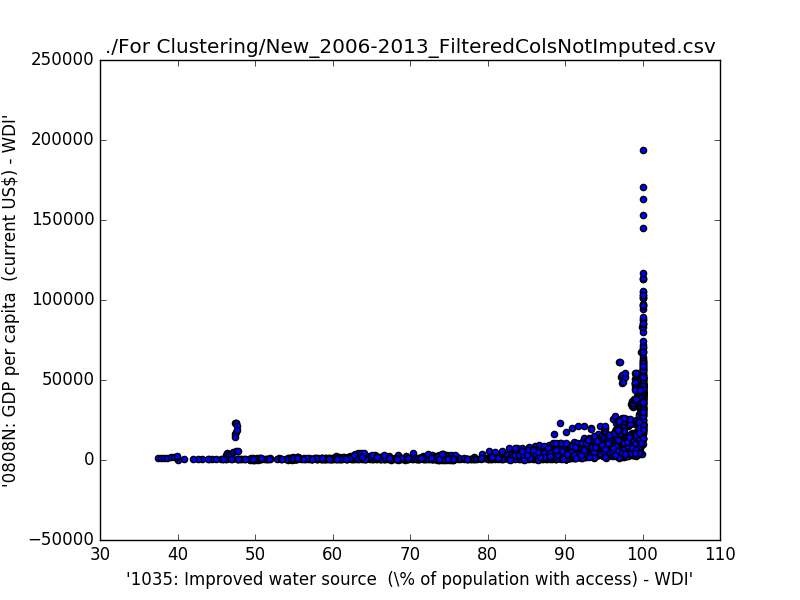 ./For Clustering/New_2006-2013_FilteredColsNotImputed.csv
250000
200000
150000
100000
50000
0
−50000
'0808N: GDP per capita  (current US$) - WDI'
30 40 50 60 70 80 90 100 110
'1035: Improved water source  (\% of population with access) - WDI'